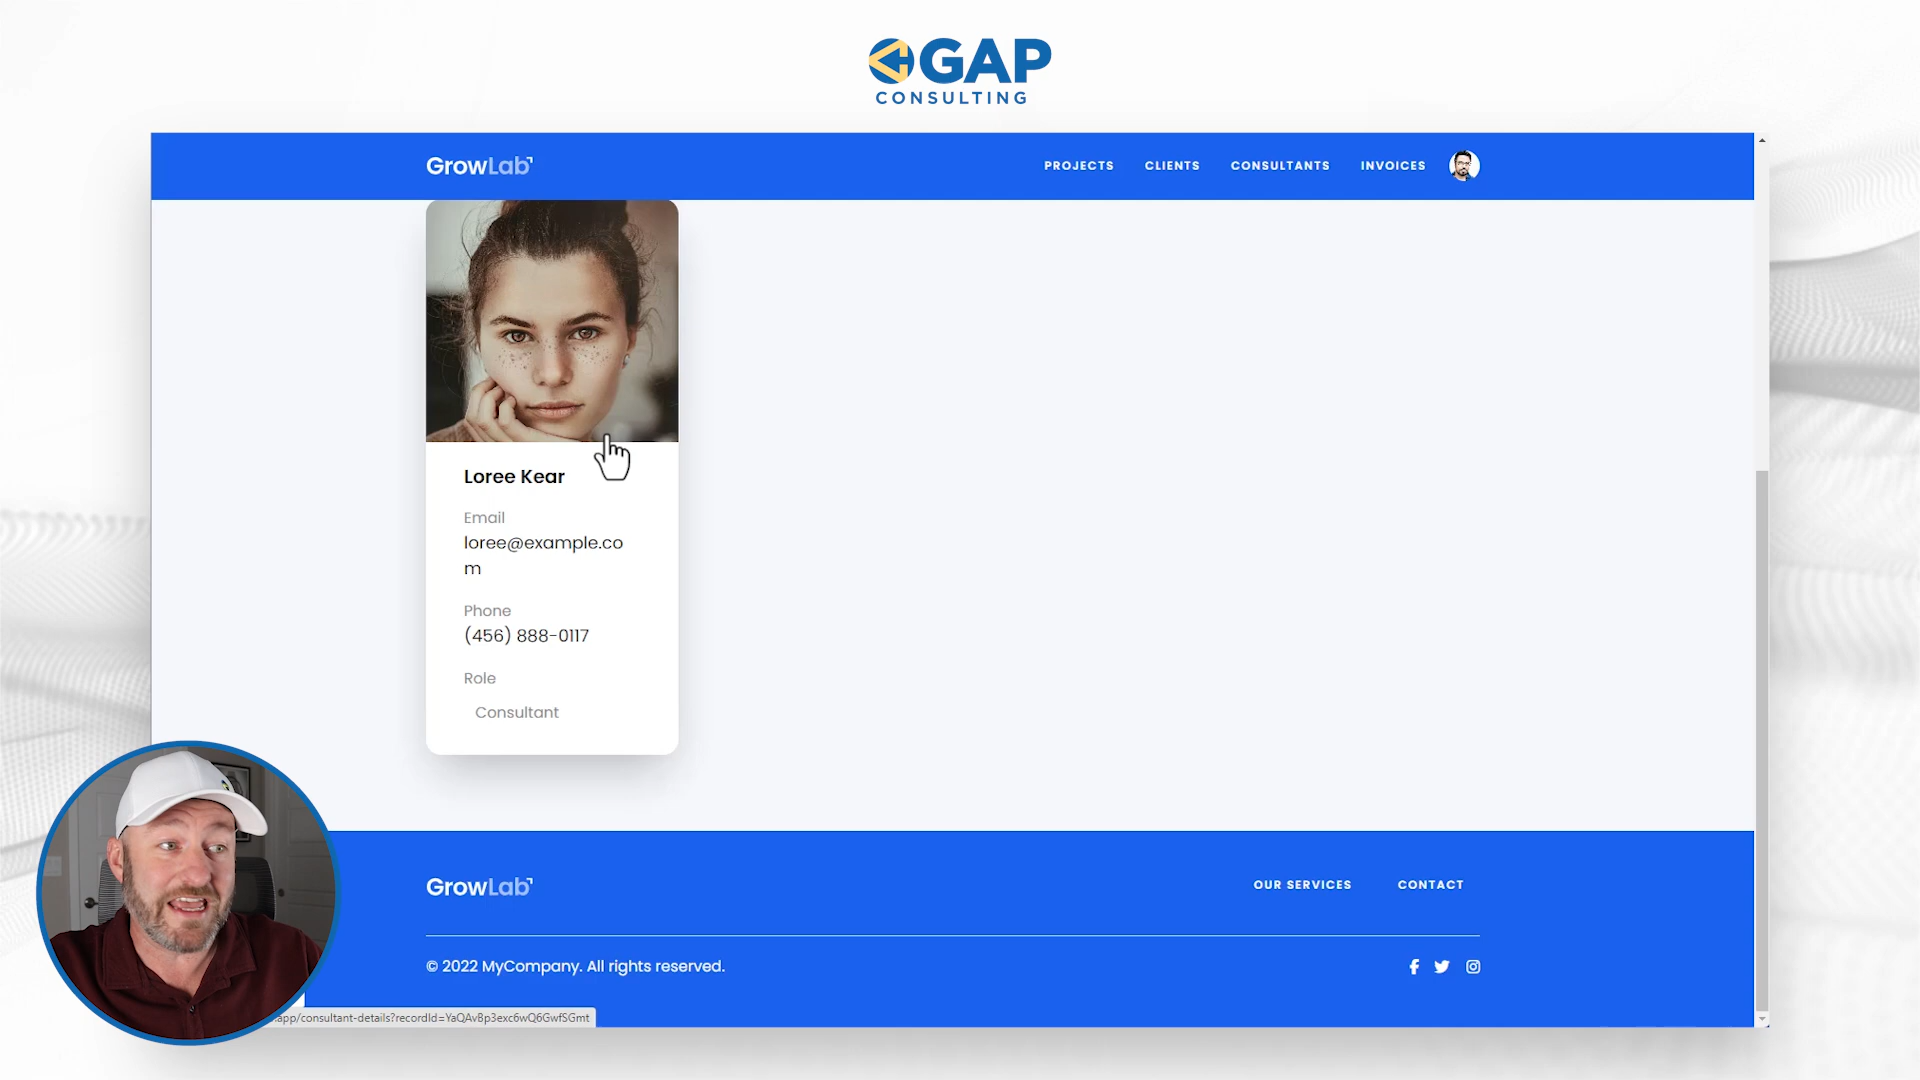 GAP
CONSULTING
GrowLab
PROJECTS CLIENTS CONSULTANTS INVOICES
Loree Kear
Email
loree@example.co
m
Phone
(456) 888-0117
Role
Consultant
GrowLab
OUR SERVICES CONTACT
© 2022 MyCompany. All rights reserved.
app/consultant-details?recordId=YaQAvBp3exc6wQ6GwfSGmt